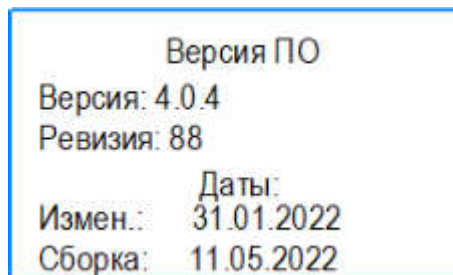 Версия ПО
Версия: 4.0.4
Ревизия: 88
Даты:
Измен.: 31.01.2022
Сборка: 11.05.2022